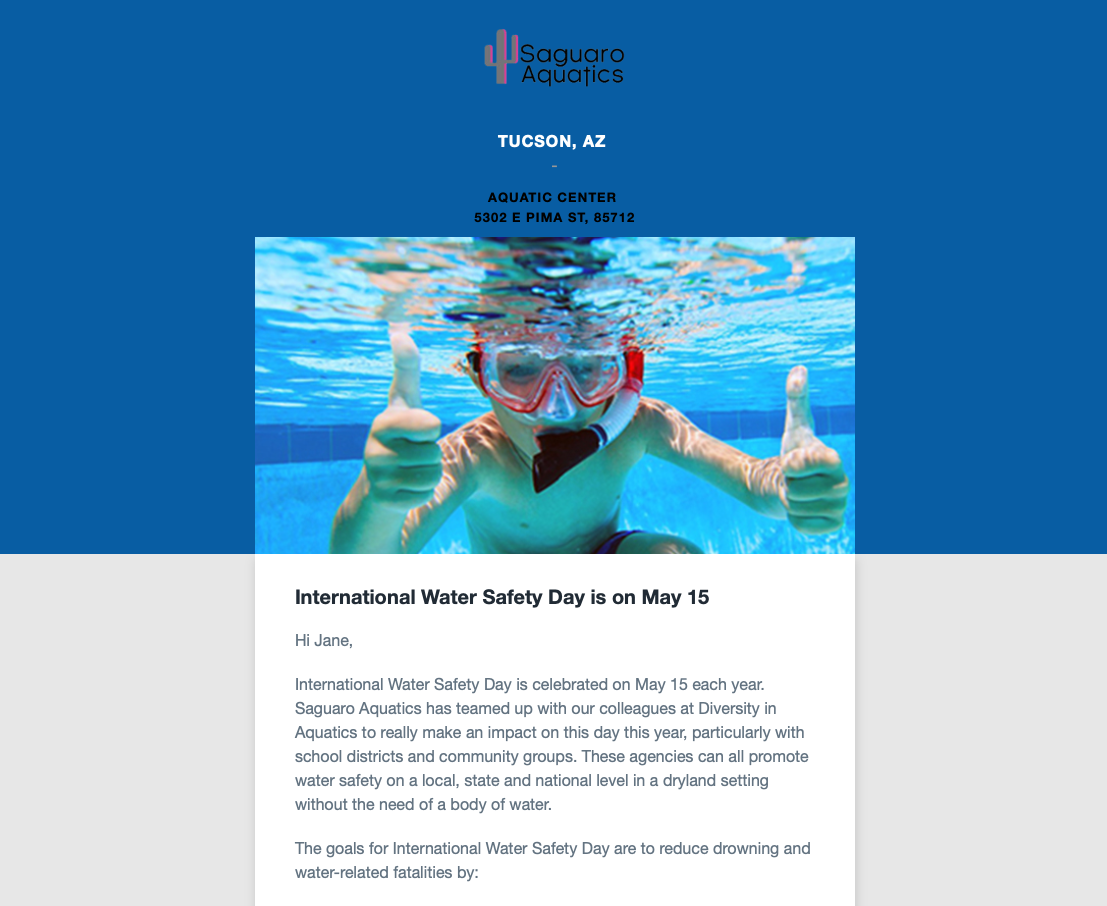 Saguaro
Aquatics
TUCSON, AZ
-
AQUATIC CENTER
5302 E PIMA ST, 85712
International Water Safety Day is on May 15
Hi Jane,
International Water Safety Day is celebrated on May 15 each year.
Saguaro Aquatics has teamed up with our colleagues at Diversity in
Aquatics to really make an impact on this day this year, particularly with
school districts and community groups. These agencies can all promote
water safety on a local, state and national level in a dryland setting
without the need of a body of water.
The goals for International Water Safety Day are to reduce drowning and
water-related fatalities by: